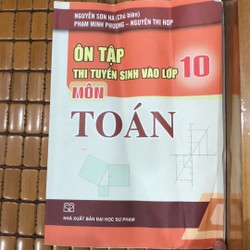 NGUYỄN SƠN HÀ (Chủ biên)
PHẠM MINH PHƯƠNG - NGUYỄN THỊ HỢP
ÔN TẬP
THI TUYỂN SINH VÀO LỚP 10
MÔN
TOÁN
NHÀ XUẤT BẢN ĐẠI HỌC SƯ PHẠM